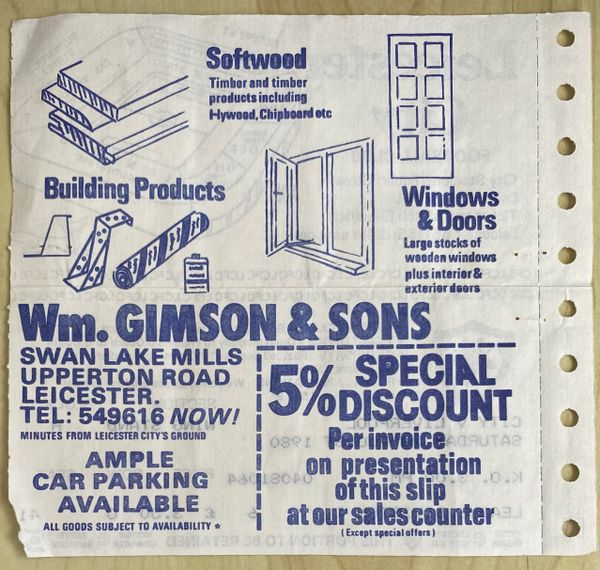 Softwood
Timber and timber
products including
Plywood, Chipboard etc
Building Products
Windows
& Doors
Large stocks of
wooden windows
plus interior &
exterior doors
Wm. GIMSON & SONS
SWAN LAKE MILLS
UPPERTON ROAD
LEICESTER.
TEL: 549616 NOW!
MINUTES FROM LEICESTER CITY'S GROUND
AMPLE
CAR PARKING
AVAILABLE
ALL GOODS SUBJECT TO AVAILABILITY *
5% SPECIAL
DISCOUNT
Per invoice
on presentation
of this slip
at our sales counter
(Except special offers)